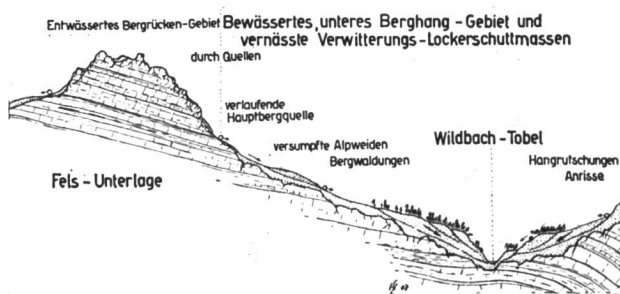 Entwässertes Bergrücken-Gebiet
Bewässertes, unteres Berghang - Gebiet und
vernässte Verwitterungs - Lockerschuttmassen
durch Quellen
verlaufende
Hauptbergquelle
versumpfte Alpweiden
Bergwaldungen
Wildbach - Tobel
Hangrutschungen
Anrisse
Fels - Unterlage